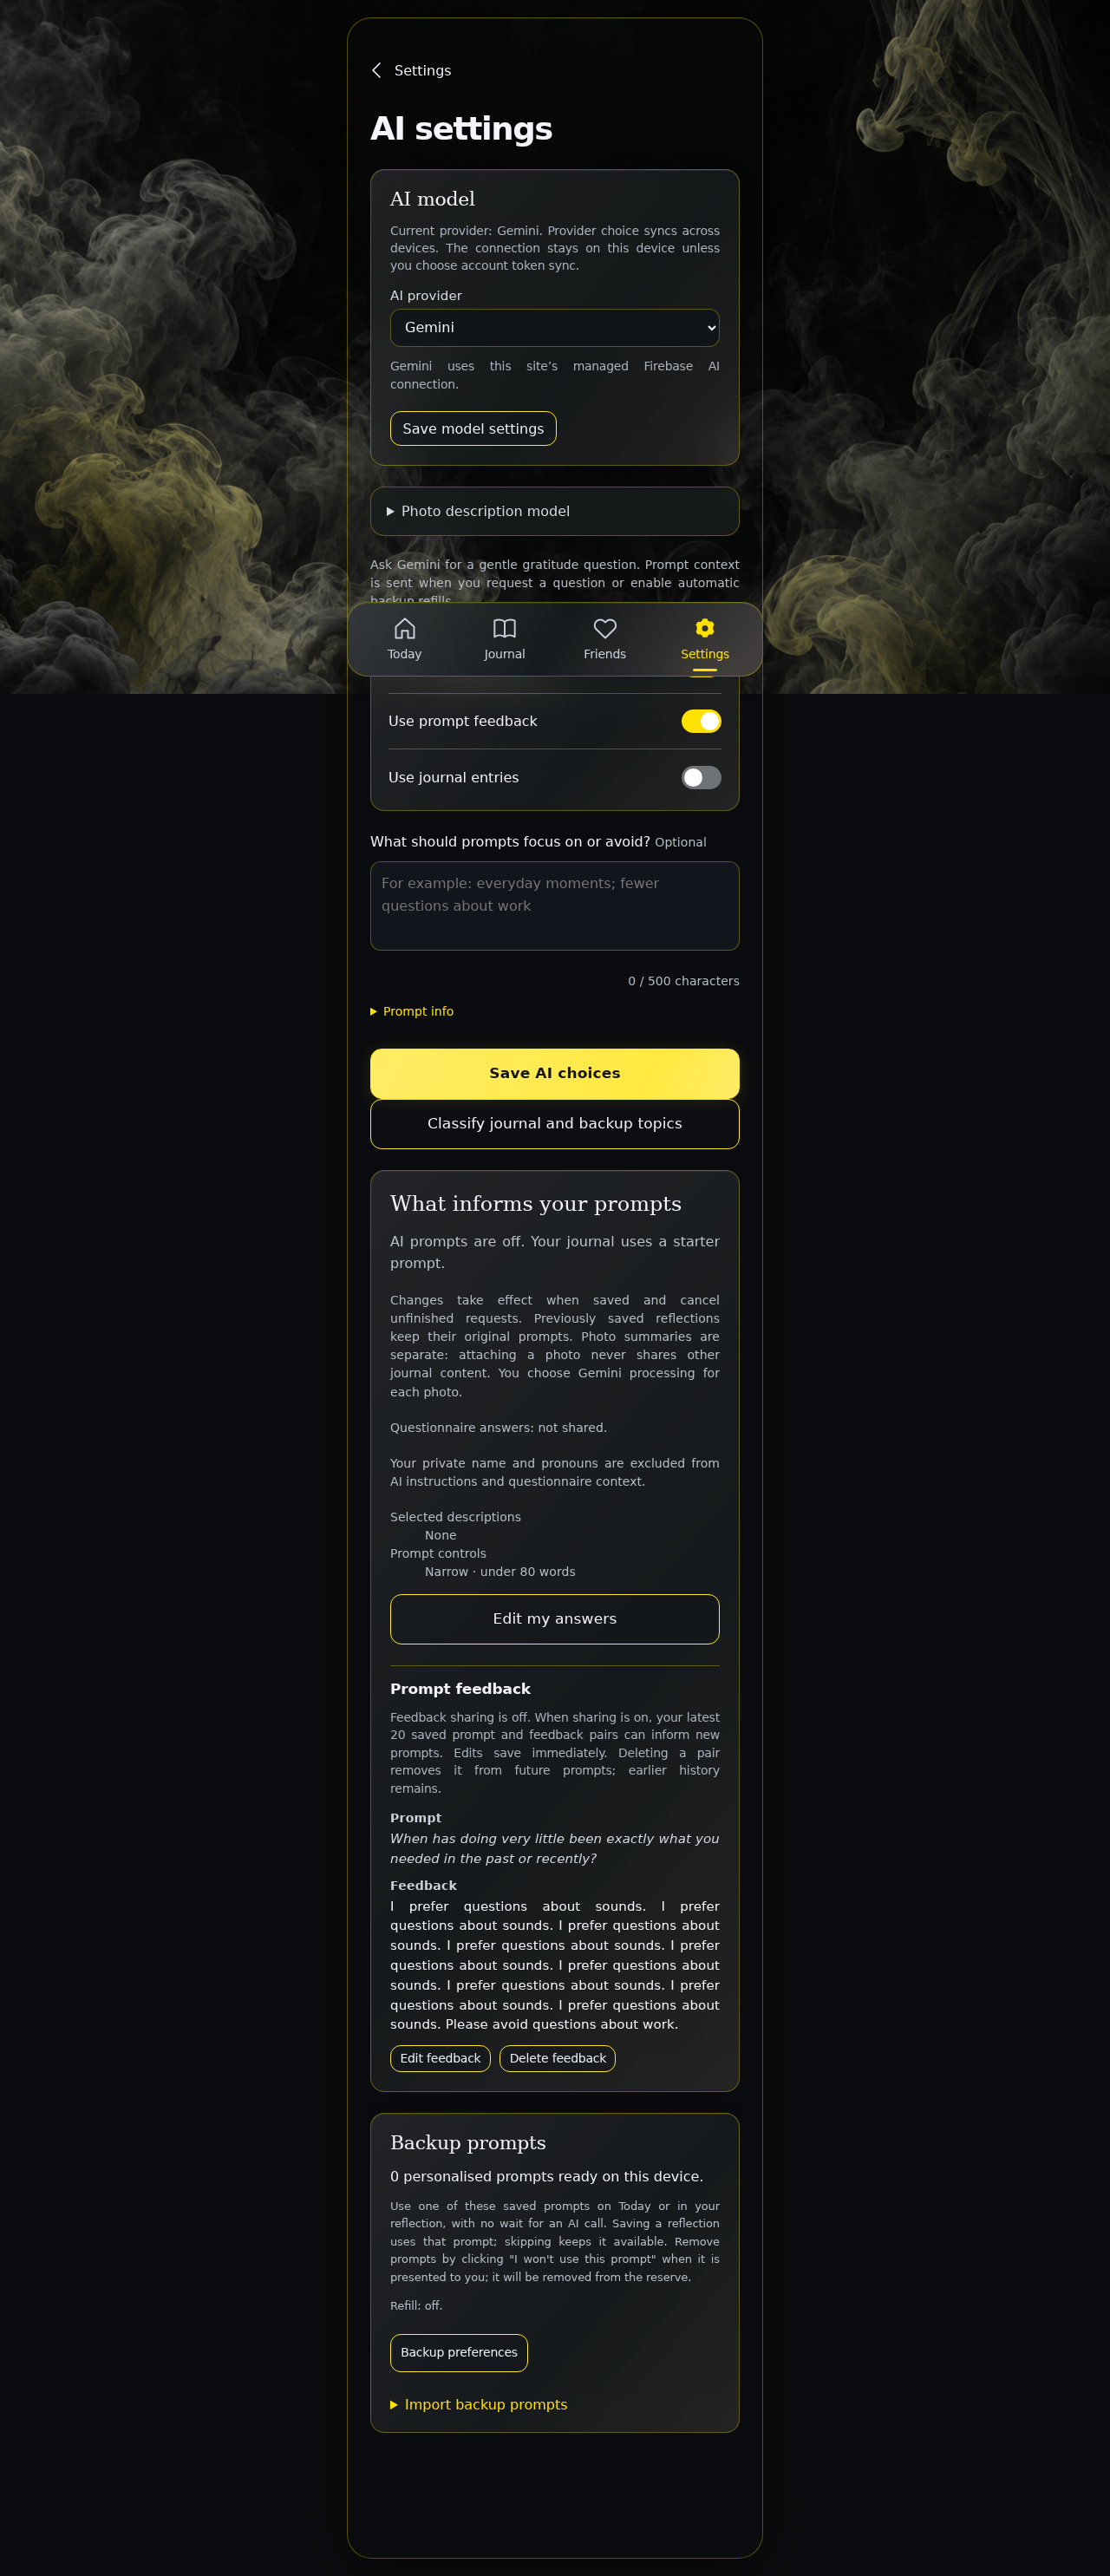 Settings
AI settings
AI model
Current provider: Gemini. Provider choice syncs across
devices. The connection stays on this device unless
you choose account token sync.
AI provider
Gemini
Gemini uses this site’s managed Firebase AI
connection.
Save model settings
Photo description model
Ask Gemini for a gentle gratitude question. Prompt context
is sent when you request a question or enable automatic
backup refills.
Today
Journal
Friends
Settings
Use prompt feedback
Use journal entries
What should prompts focus on or avoid? Optional
For example: everyday moments; fewer
questions about work
0 / 500 characters
Prompt info
Save AI choices
Classify journal and backup topics
What informs your prompts
AI prompts are off. Your journal uses a starter
prompt.
Changes take effect when saved and cancel
unfinished requests. Previously saved reflections
keep their original prompts. Photo summaries are
separate: attaching a photo never shares other
journal content. You choose Gemini processing for
each photo.
Questionnaire answers: not shared.
Your private name and pronouns are excluded from
AI instructions and questionnaire context.
Selected descriptions
None
Prompt controls
Narrow · under 80 words
Edit my answers
Prompt feedback
Feedback sharing is off. When sharing is on, your latest
20 saved prompt and feedback pairs can inform new
prompts. Edits save immediately. Deleting a pair
removes it from future prompts; earlier history
remains.
Prompt
When has doing very little been exactly what you
needed in the past or recently?
Feedback
I prefer questions about sounds. I prefer
questions about sounds. I prefer questions about
sounds. I prefer questions about sounds. I prefer
questions about sounds. I prefer questions about
sounds. I prefer questions about sounds. I prefer
questions about sounds. I prefer questions about
sounds. Please avoid questions about work.
Edit feedback
Delete feedback
Backup prompts
0 personalised prompts ready on this device.
Use one of these saved prompts on Today or in your
reflection, with no wait for an AI call. Saving a reflection
uses that prompt; skipping keeps it available. Remove
prompts by clicking "I won't use this prompt" when it is
presented to you; it will be removed from the reserve.
Refill: off.
Backup preferences
Import backup prompts